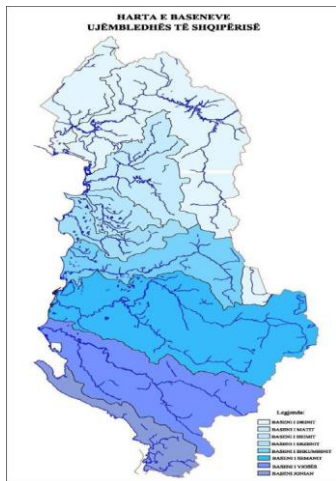 HARTA E BASENEVE
UJËMBLEDHËS TË SHQIPËRISË
Legjenda:
BASENI I DRINIT
BASENI I MATIT
BASENI I ISHMIT
BASENI I ERZENIT
BASENI I SHKUMBINIT
BASENI I SEMANIT
BASENI I VJOSËS
BASENI JONIAN